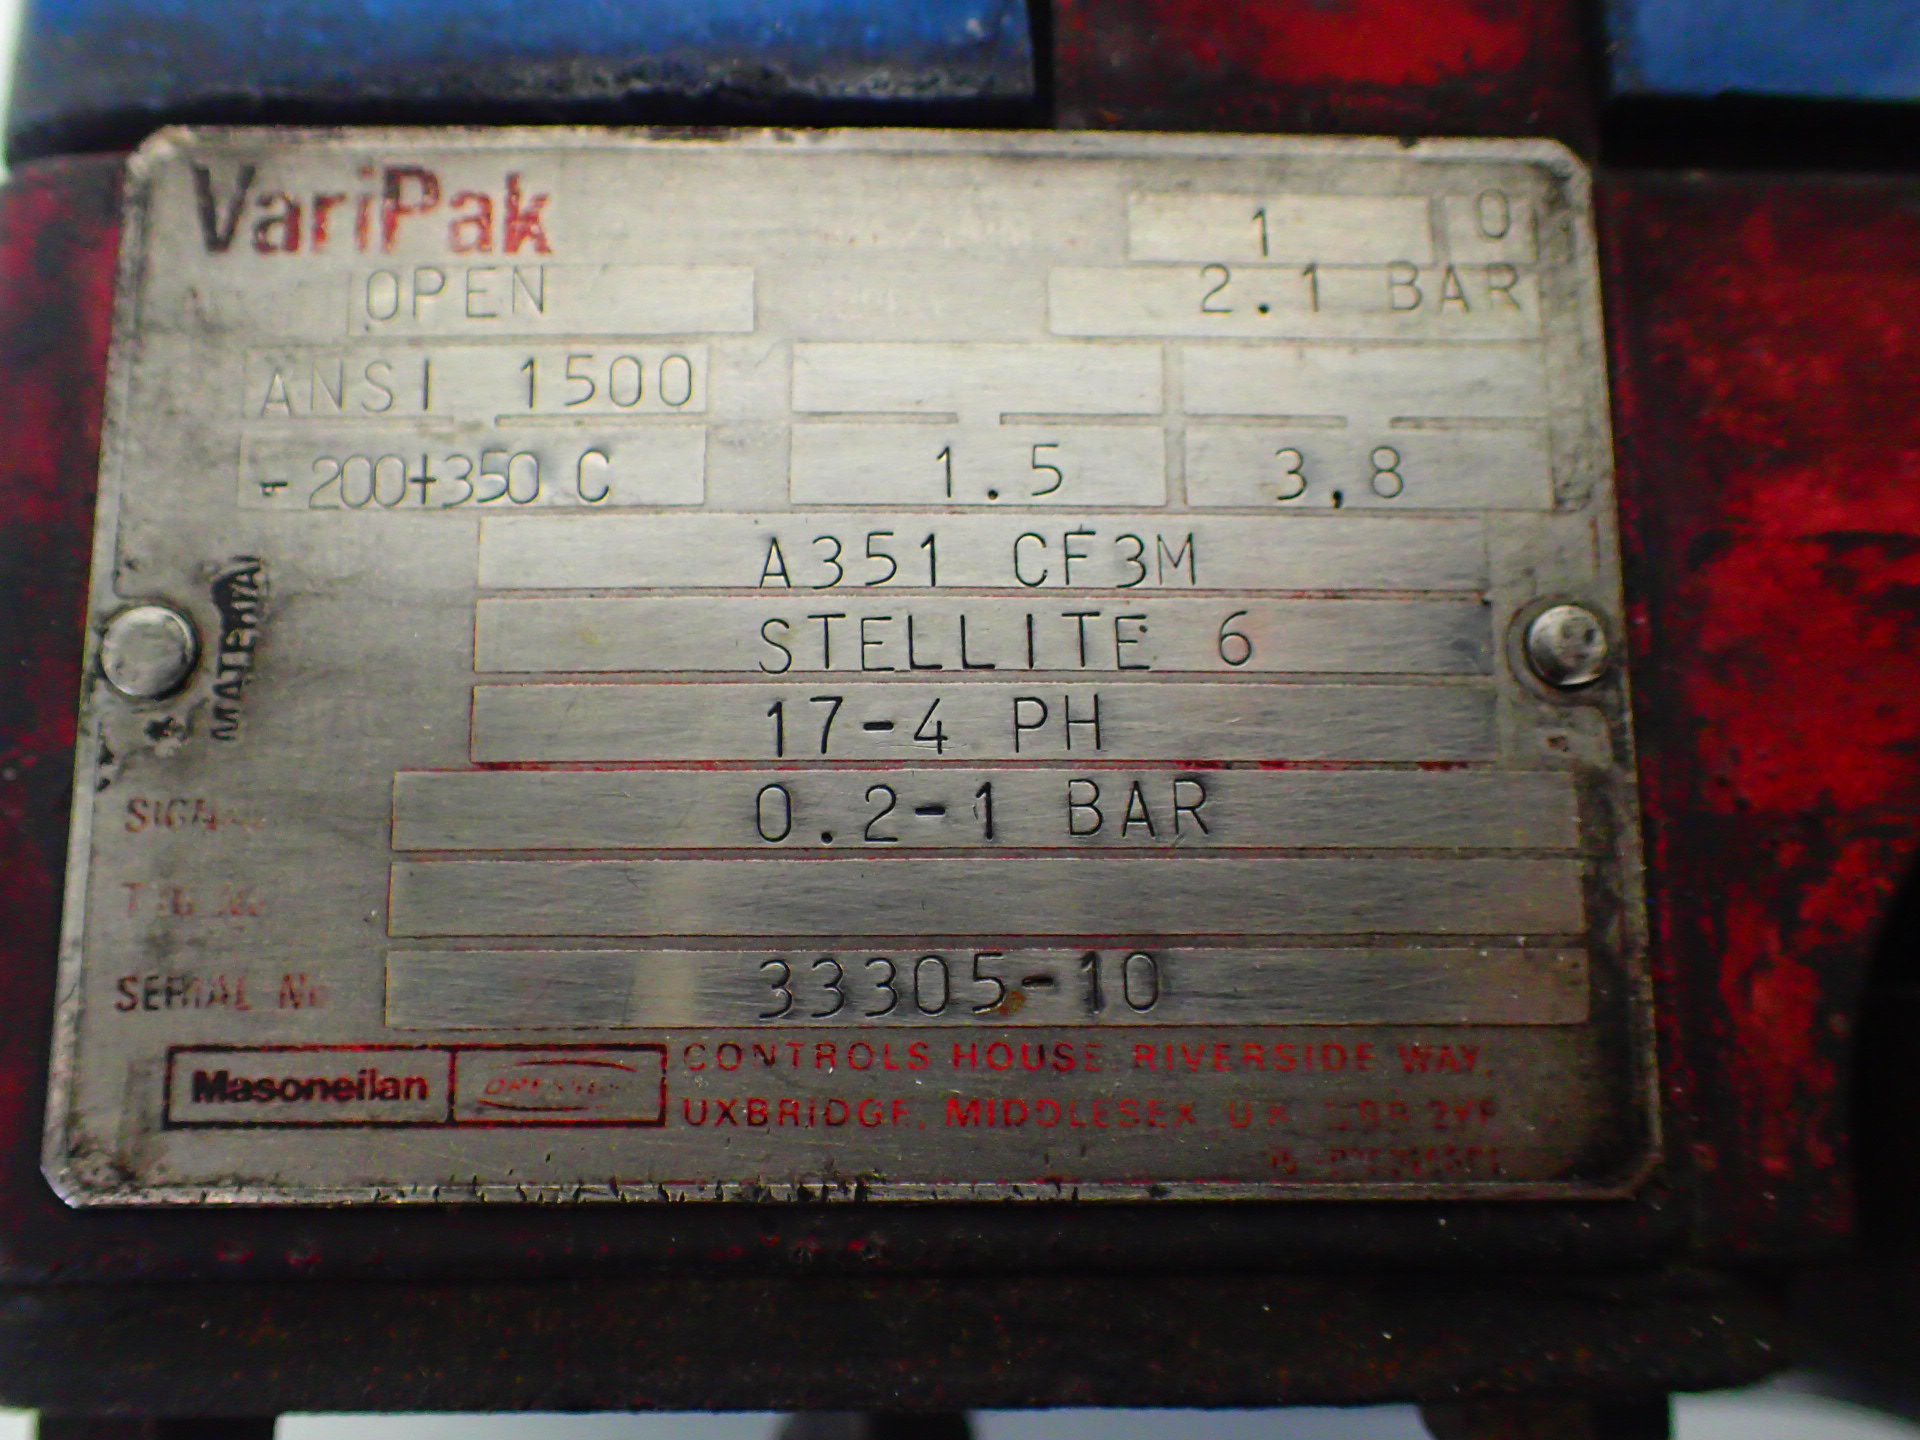 VariPak 1 0
OPEN 2.1 BAR
ANSI 1500
-200+350 C 1.5 3,8
MATERIAL
A351 CF3M
STELLITE 6
17-4 PH
SIGNAL 0.2-1 BAR
SERIAL No 33305-10
Masoneilan DRESSER
CONTROLS HOUSE RIVERSIDE WAY,
UXBRIDGE, MIDDLESEX U K